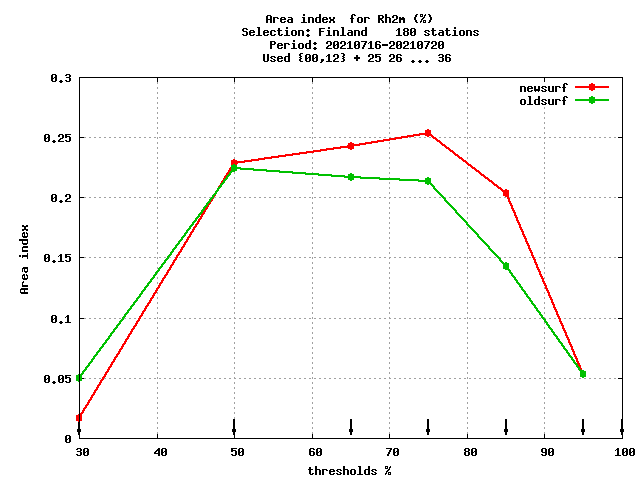 Area index  for Rh2m (%)
Selection: Finland    180 stations
Period: 20210716-20210720
Used {00,12} + 25 26 ... 36
newsurf
oldsurf
0.3
0.25
0.2
0.15
0.1
0.05
0
Area index
30 40 50 60 70 80 90 100
thresholds %